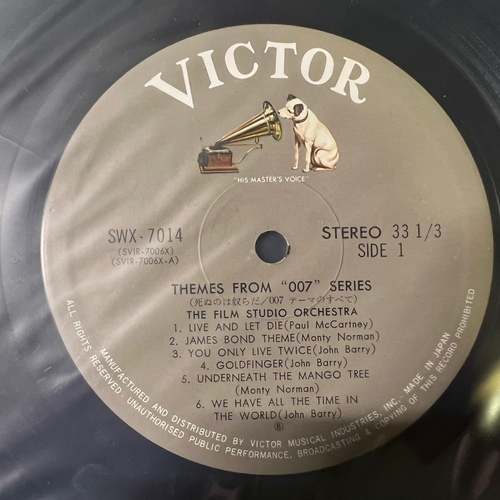 VICTOR
"HIS MASTER'S VOICE"
SWX-7014
(SVIR-7006X)
(SVIR-7006X-A)
STEREO 33 1/3
SIDE 1
THEMES FROM "007" SERIES
(死ぬのは奴らだ/007 テーマのすべて)
THE FILM STUDIO ORCHESTRA
1. LIVE AND LET DIE(Paul McCartney)
2. JAMES BOND THEME(Monty Norman)
3. YOU ONLY LIVE TWICE(John Barry)
4. GOLDFINGER(John Barry)
5. UNDERNEATH THE MANGO TREE
(Monty Norman)
6. WE HAVE ALL THE TIME IN
THE WORLD(John Barry)
Ⓑ
ALL RIGHTS RESERVED. UNAUTHORISED PUBLIC PERFORMANCE, BROADCASTING & COPYING OF THIS RECORD PROHIBITED
MANUFACTURED AND DISTRIBUTED BY VICTOR MUSICAL INDUSTRIES, INC. MADE IN JAPAN